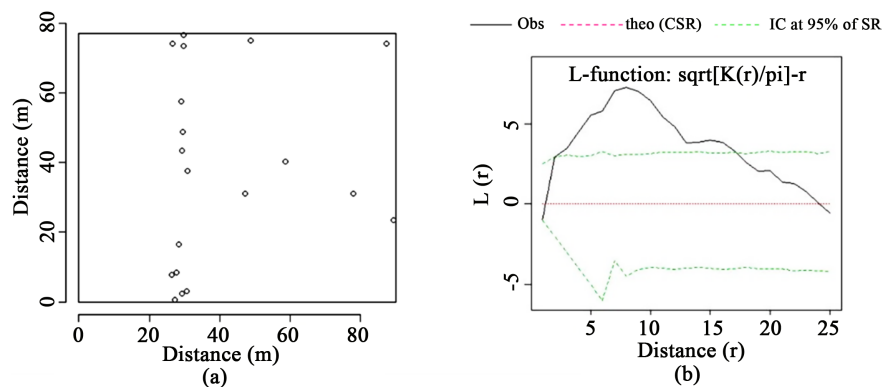 80
60
40
20
0
Distance (m)
0 20 40 60 80
Distance (m)
(a)
Obs theo (CSR) IC at 95% of SR
L-function: sqrt[K(r)/pi]-r
5
0
-5
L (r)
5 10 15 20 25
Distance (r)
(b)